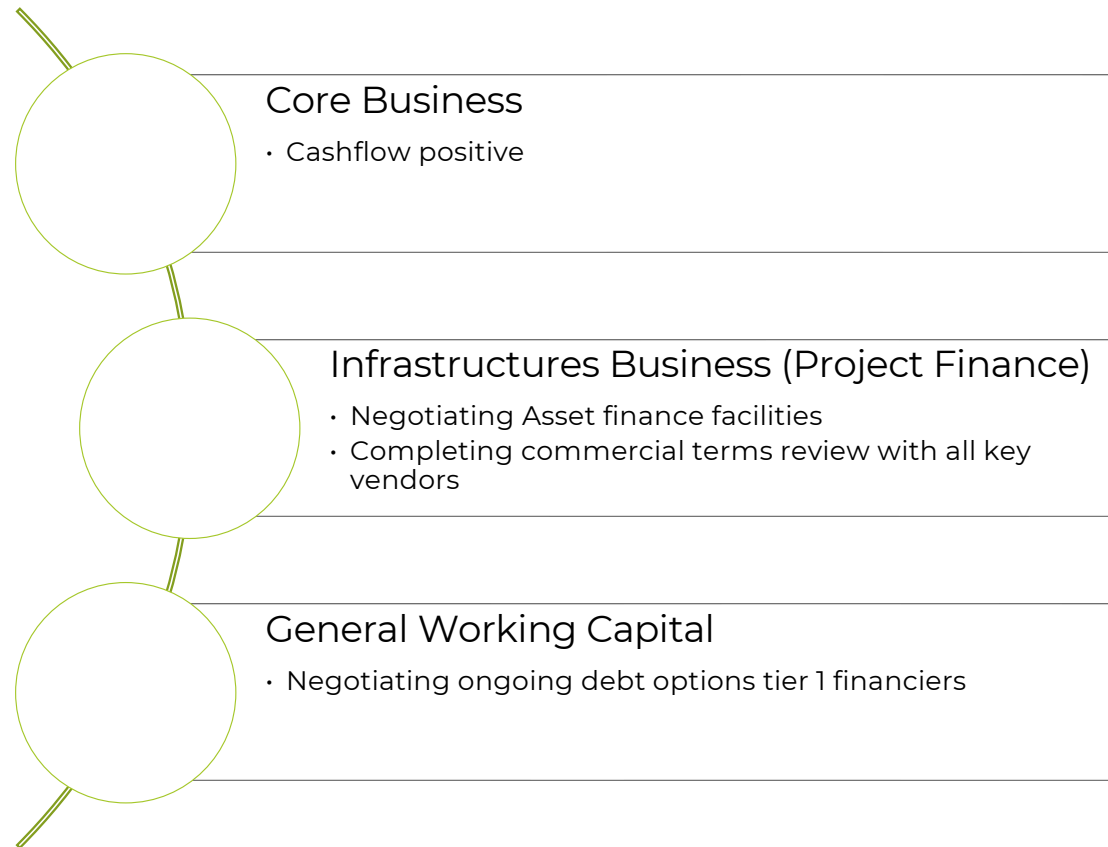 Core Business
• Cashflow positive
Infrastructures Business (Project Finance)
• Negotiating Asset finance facilities
• Completing commercial terms review with all key
vendors
General Working Capital
• Negotiating ongoing debt options tier 1 financiers